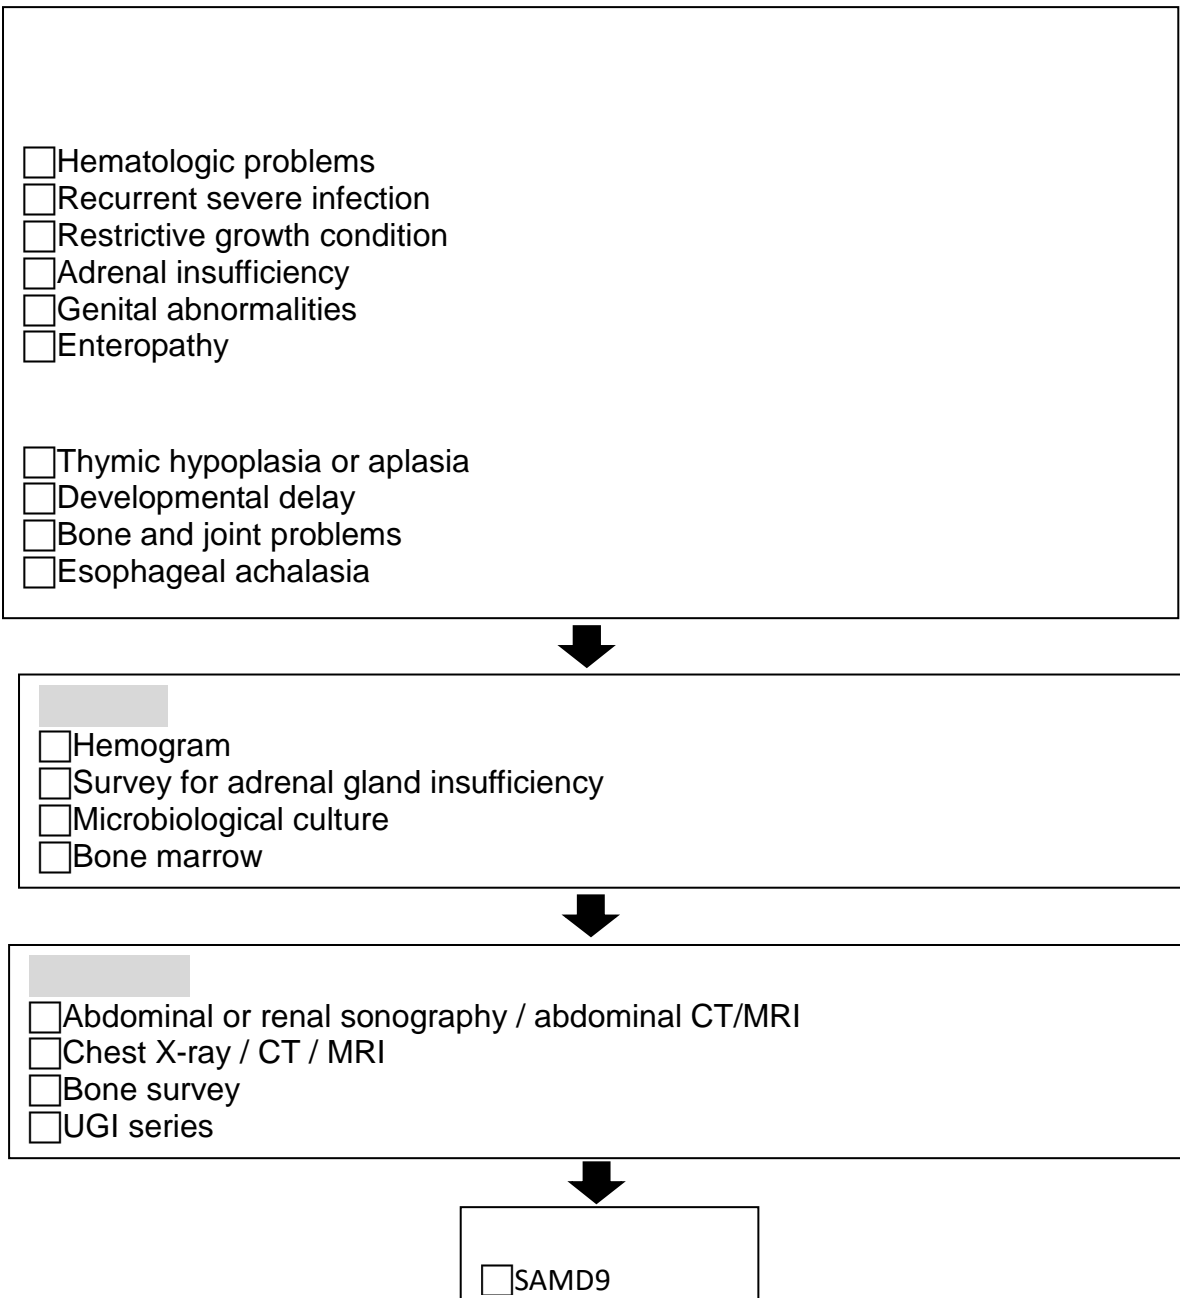 Hematologic problems
Recurrent severe infection
Restrictive growth condition
Adrenal insufficiency
Genital abnormalities
Enteropathy
Thymic hypoplasia or aplasia
Developmental delay
Bone and joint problems
Esophageal achalasia
Hemogram
Survey for adrenal gland insufficiency
Microbiological culture
Bone marrow
Abdominal or renal sonography / abdominal CT/MRI
Chest X-ray / CT / MRI
Bone survey
UGI series
SAMD9